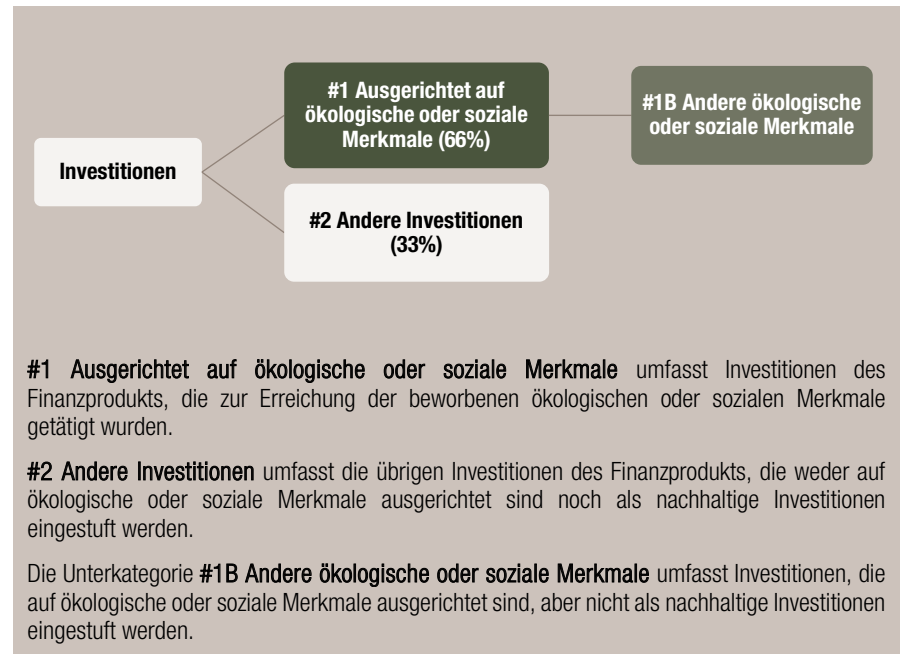 #1 Ausgerichtet auf
ökologische oder soziale
Merkmale (66%)
#1B Andere ökologische
oder soziale Merkmale
Investitionen
#2 Andere Investitionen
(33%)
#1 Ausgerichtet auf ökologische oder soziale Merkmale umfasst Investitionen des
Finanzprodukts, die zur Erreichung der beworbenen ökologischen oder sozialen Merkmale
getätigt wurden.
#2 Andere Investitionen umfasst die übrigen Investitionen des Finanzprodukts, die weder auf
ökologische oder soziale Merkmale ausgerichtet sind noch als nachhaltige Investitionen
eingestuft werden.
Die Unterkategorie #1B Andere ökologische oder soziale Merkmale umfasst Investitionen, die
auf ökologische oder soziale Merkmale ausgerichtet sind, aber nicht als nachhaltige Investitionen
eingestuft werden.